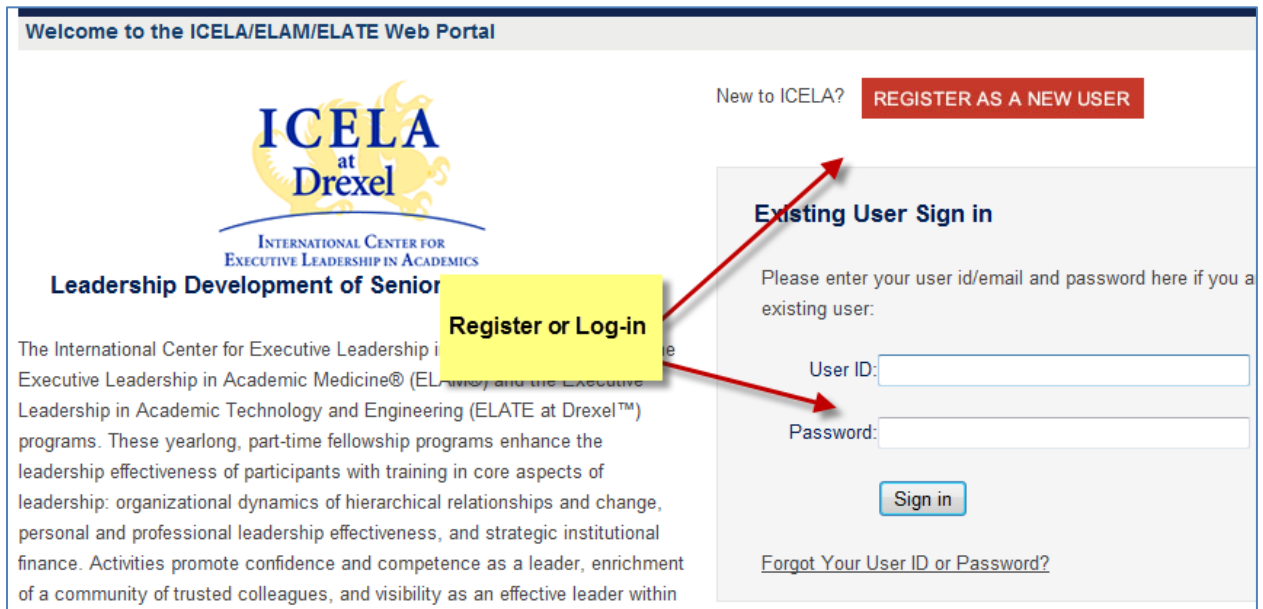 Welcome to the ICELA/ELAM/ELATE Web Portal
ICELA
at
Drexel
INTERNATIONAL CENTER FOR
EXECUTIVE LEADERSHIP IN ACADEMICS
Leadership Development of Senior
The International Center for Executive Leadership
Executive Leadership in Academic Medicine® (ELAM®) and the Executive
Leadership in Academic Technology and Engineering (ELATE at Drexel™)
programs. These yearlong, part-time fellowship programs enhance the
leadership effectiveness of participants with training in core aspects of
leadership: organizational dynamics of hierarchical relationships and change,
personal and professional leadership effectiveness, and strategic institutional
finance. Activities promote confidence and competence as a leader, enrichment
of a community of trusted colleagues, and visibility as an effective leader within
Register or Log-in
New to ICELA? REGISTER AS A NEW USER
Existing User Sign in
Please enter your user id/email and password here if you a
existing user:
User ID:
Password:
Sign in
Forgot Your User ID or Password?